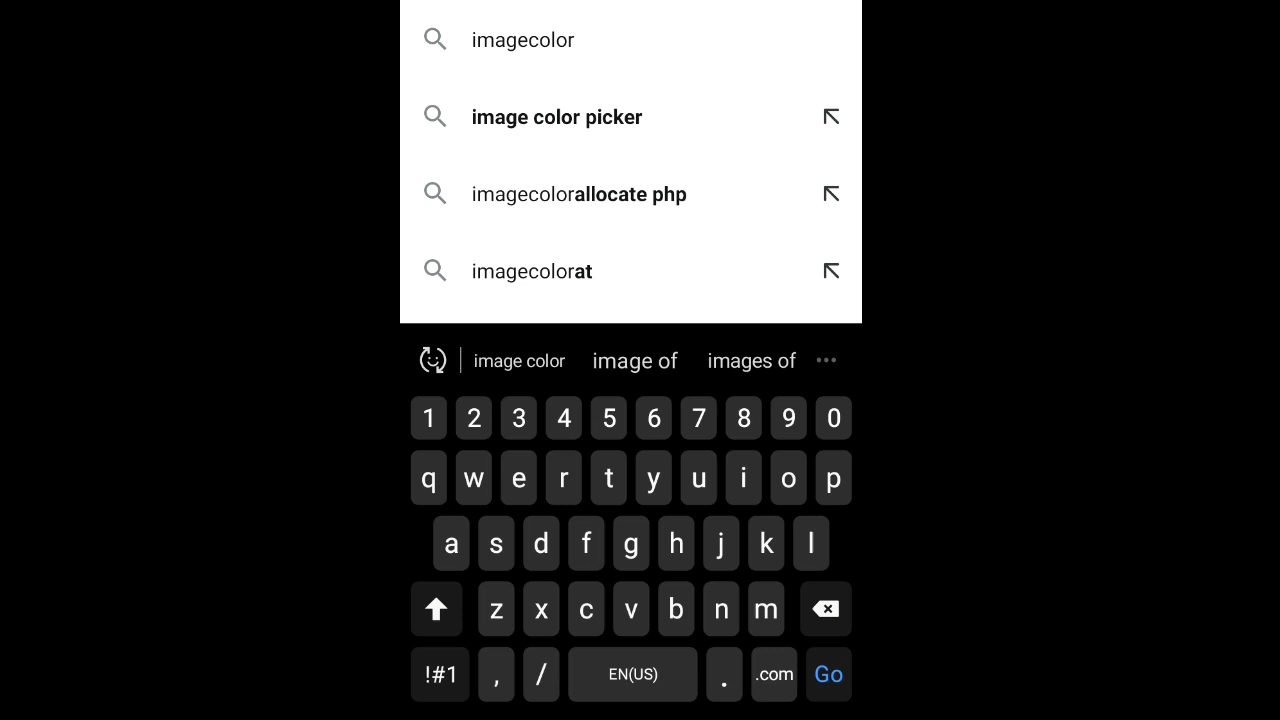 imagecolor
image color picker
imagecolorallocate php
imagecolorat
image color image of images of
1 2 3 4 5 6 7 8 9 0
q w e r t y u i o p
a s d f g h j k l
z x c v b n m
!#1 , / EN(US) . .com Go